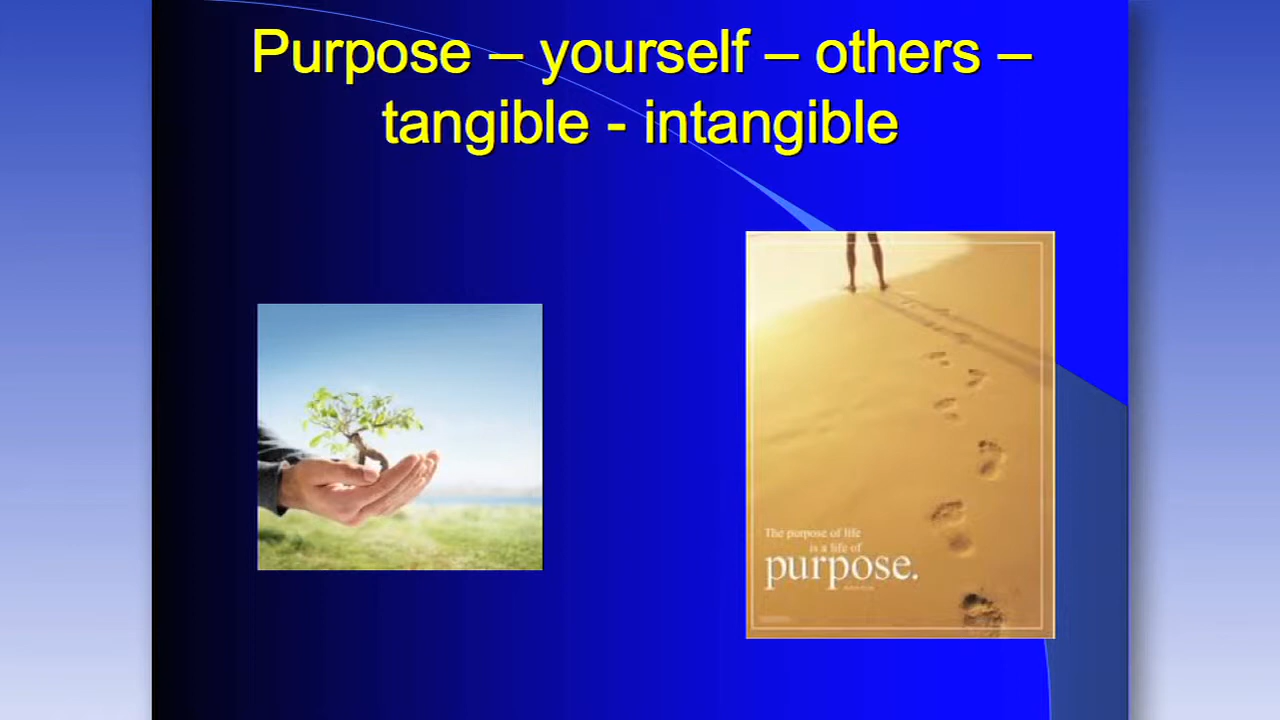 Purpose – yourself – others –
tangible - intangible
The purpose of life
is a life of
purpose.